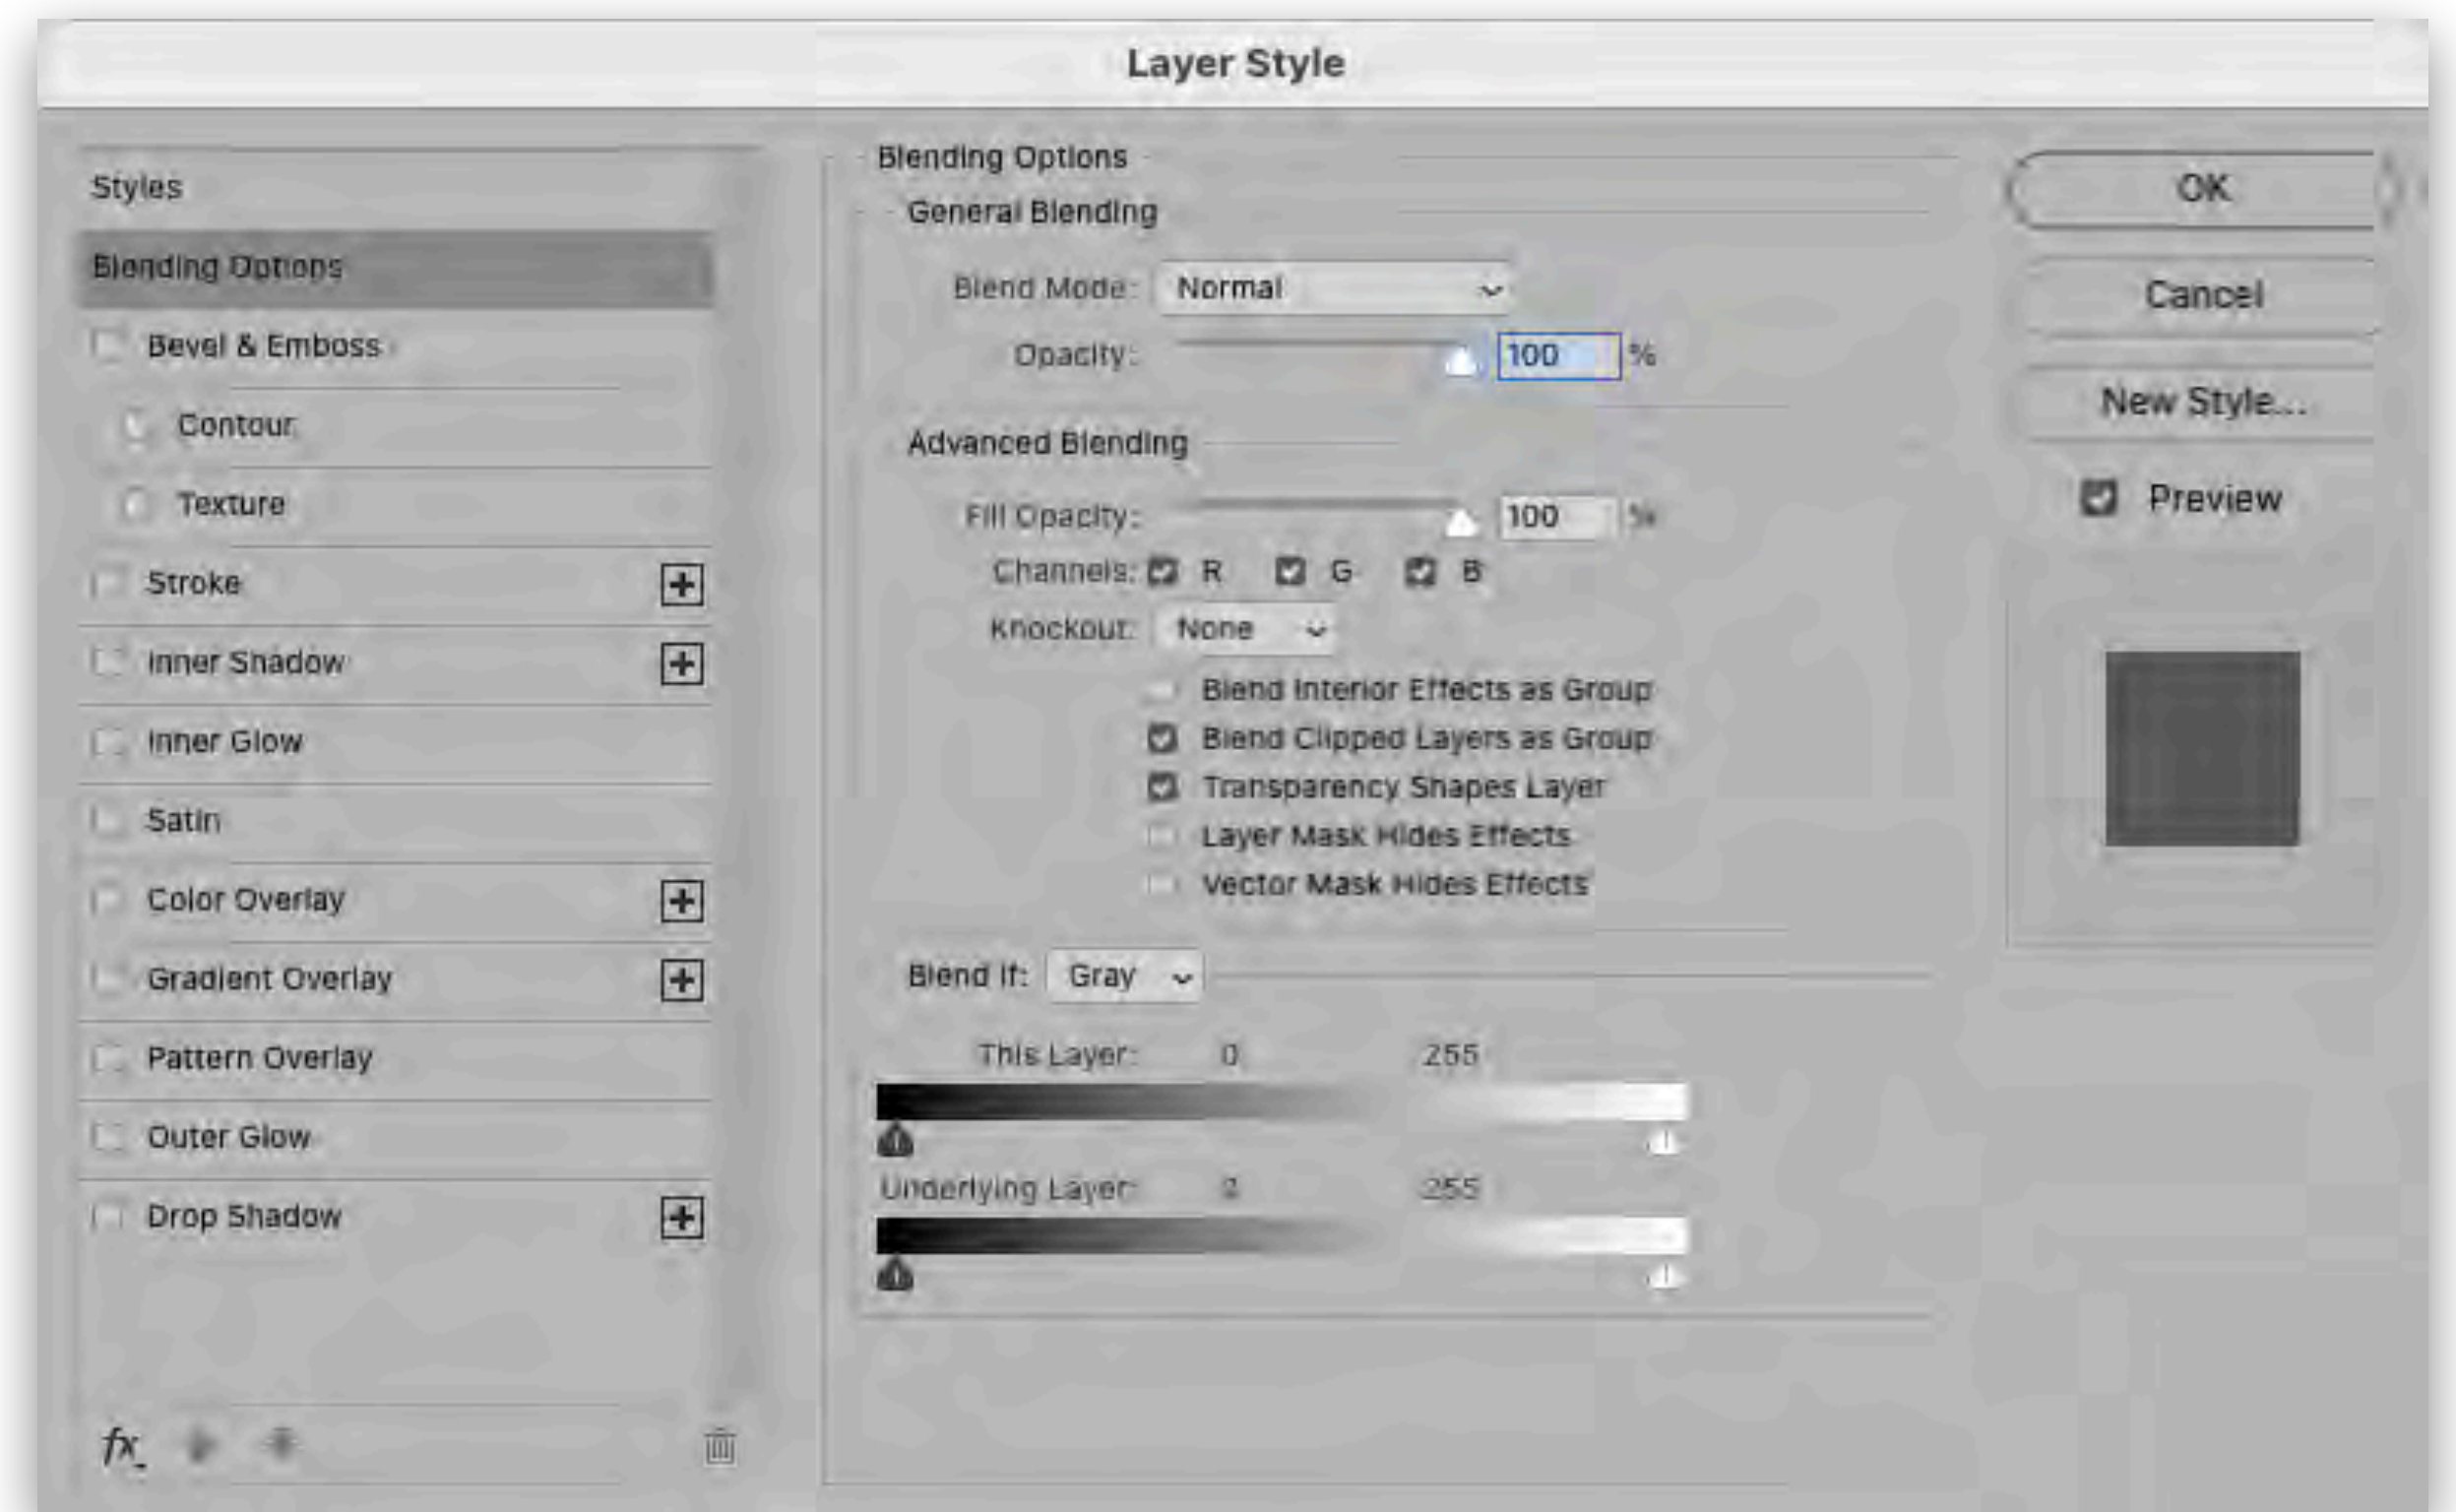 Layer Style
Styles
Blending Options
Bevel & Emboss
Contour
Texture
Stroke
Inner Shadow
Inner Glow
Satin
Color Overlay
Gradient Overlay
Pattern Overlay
Outer Glow
Drop Shadow
fx
Blending Options
General Blending
Blend Mode: Normal
Opacity: 100 %
Advanced Blending
Fill Opacity: 100 %
Channels: R G B
Knockout: None
Blend Interior Effects as Group
Blend Clipped Layers as Group
Transparency Shapes Layer
Layer Mask Hides Effects
Vector Mask Hides Effects
Blend If: Gray
This Layer: 0 255
Underlying Layer: 255
OK
Cancel
New Style...
Preview